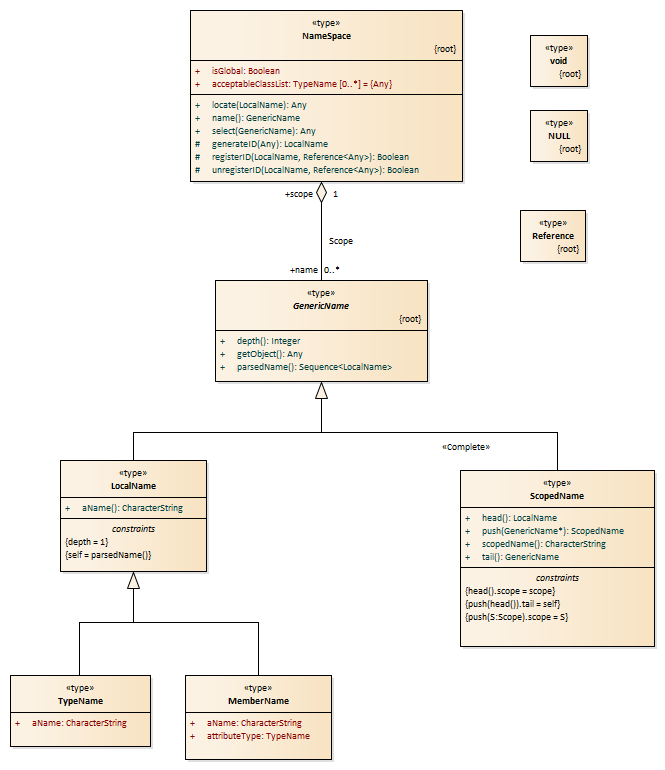 «type»
NameSpace
{root}
+ isGlobal: Boolean
+ acceptableClassList: TypeName [0..*] = {Any}
+ locate(LocalName): Any
+ name(): GenericName
+ select(GenericName): Any
# generateID(Any): LocalName
# registerID(LocalName, Reference<Any>): Boolean
# unregisterID(LocalName, Reference<Any>): Boolean
«type»
void
{root}
«type»
NULL
{root}
«type»
Reference
{root}
+scope 1
Scope
+name 0..*
«type»
GenericName
{root}
+ depth(): Integer
+ getObject(): Any
+ parsedName(): Sequence<LocalName>
«Complete»
«type»
LocalName
+ aName(): CharacterString
constraints
{depth = 1}
{self = parsedName()}
«type»
ScopedName
+ head(): LocalName
+ push(GenericName*): ScopedName
+ scopedName(): CharacterString
+ tail(): GenericName
constraints
{head().scope = scope}
{push(head()).tail = self}
{push(S:Scope).scope = S}
«type»
TypeName
+ aName: CharacterString
«type»
MemberName
+ aName: CharacterString
+ attributeType: TypeName